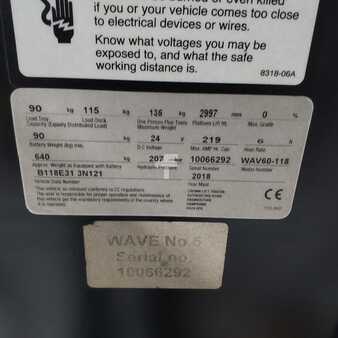 if you or your vehicle comes too close
to electrical devices or wires.
Know what voltages you may be
exposed to, and what the safe
working distance is.
8318-06A
90 kg 115 kg 136 kg 2997 mm 0 %
Load Tray Load Deck One Person Plus Tools Platform Lift Ht. Max. Grade
Capacity (Equally Distributed Load) Maximum Weight
90 24 V 219 6 h
Battery Weight (kg) min. D.C Voltage Max. AMP Hr. Cap. Hour Rate
640 kg 207 10066292 WAV60-118
Approx. Weight as Equipped with Battery Hydraulic Pressure Serial Number Model Number
B118E31 3N121 2018
Vehicle Data Number Year Manf.
CE
WAVE No.6
Serial no.
10066292